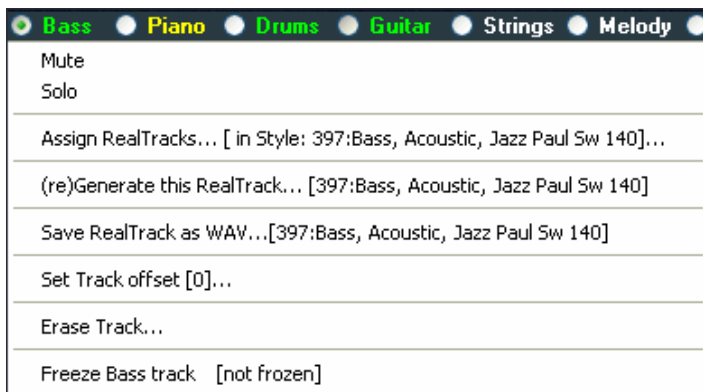 Bass Piano Drums Guitar Strings Melody
Mute
Solo
Assign RealTracks... [ in Style: 397:Bass, Acoustic, Jazz Paul Sw 140]...
(re)Generate this RealTrack... [397:Bass, Acoustic, Jazz Paul Sw 140]
Save RealTrack as WAV...[397:Bass, Acoustic, Jazz Paul Sw 140]
Set Track offset [0]...
Erase Track...
Freeze Bass track [not frozen]